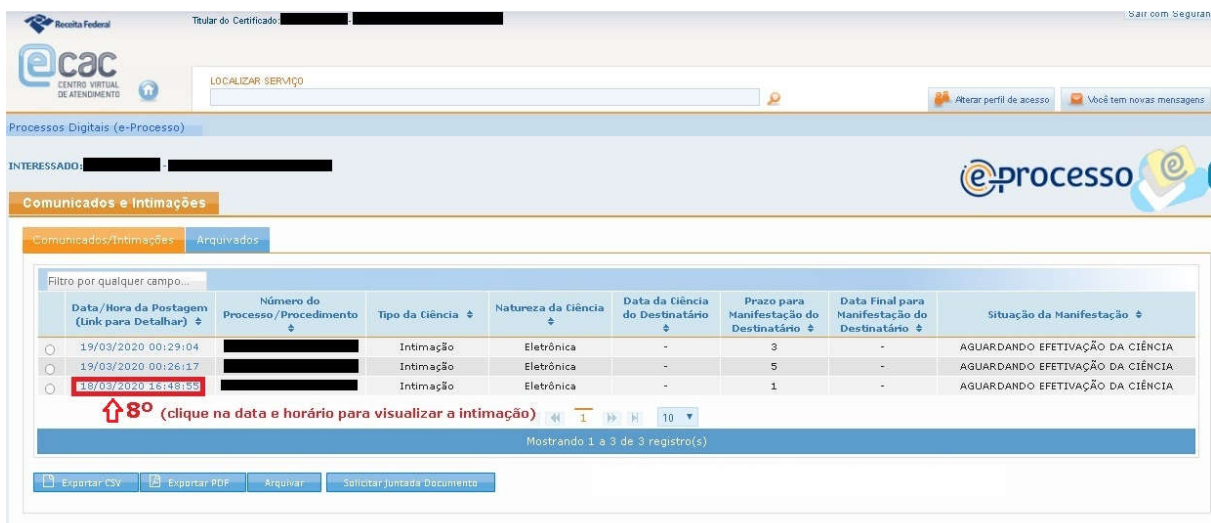 Receita Federal
Titular do Certificado:
Sair com Seguran
ecac
CENTRO VIRTUAL
DE ATENDIMENTO
LOCALIZAR SERVIÇO
Alterar perfil de acesso
Você tem novas mensagens
Processos Digitais (e-Processo)
INTERESSADO:
-
e-processo
Comunicados e Intimações
Comunicados/Intimações Arquivados
Filtro por qualquer campo...
Data/Hora da Postagem (Link para Detalhar) Número do Processo/Procedimento Tipo da Ciência Natureza da Ciência Data da Ciência do Destinatário Prazo para Manifestação do Destinatário Data Final para Manifestação do Destinatário Situação da Manifestação
19/03/2020 00:29:04 Intimação Eletrônica - 3 - AGUARDANDO EFETIVAÇÃO DA CIÊNCIA
19/03/2020 00:26:17 Intimação Eletrônica - 5 - AGUARDANDO EFETIVAÇÃO DA CIÊNCIA
18/03/2020 16:48:55 Intimação Eletrônica - 1 - AGUARDANDO EFETIVAÇÃO DA CIÊNCIA
8º (clique na data e horário para visualizar a intimação) 1 10
Mostrando 1 a 3 de 3 registro(s)
Exportar CSV Exportar PDF Arquivar Solicitar Juntada Documento